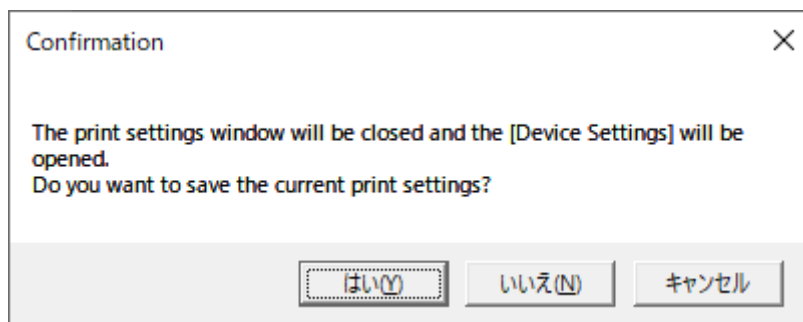 Confirmation
The print settings window will be closed and the [Device Settings] will be
opened.
Do you want to save the current print settings?
はい(Y)
いいえ(N)
キャンセル